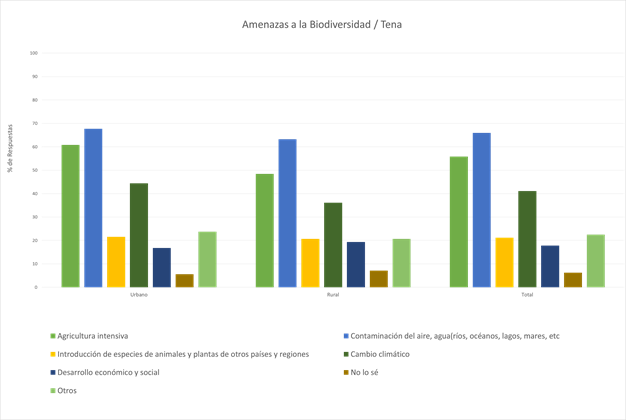 Amenazas a la Biodiversidad / Tena
% de Respuestas
100
90
80
70
60
50
40
30
20
10
0
Urbano Rural Total
Agricultura intensiva Contaminación del aire, agua(ríos, océanos, lagos, mares, etc
Introducción de especies de animales y plantas de otros países y regiones Cambio climático
Desarrollo económico y social No lo sé
Otros